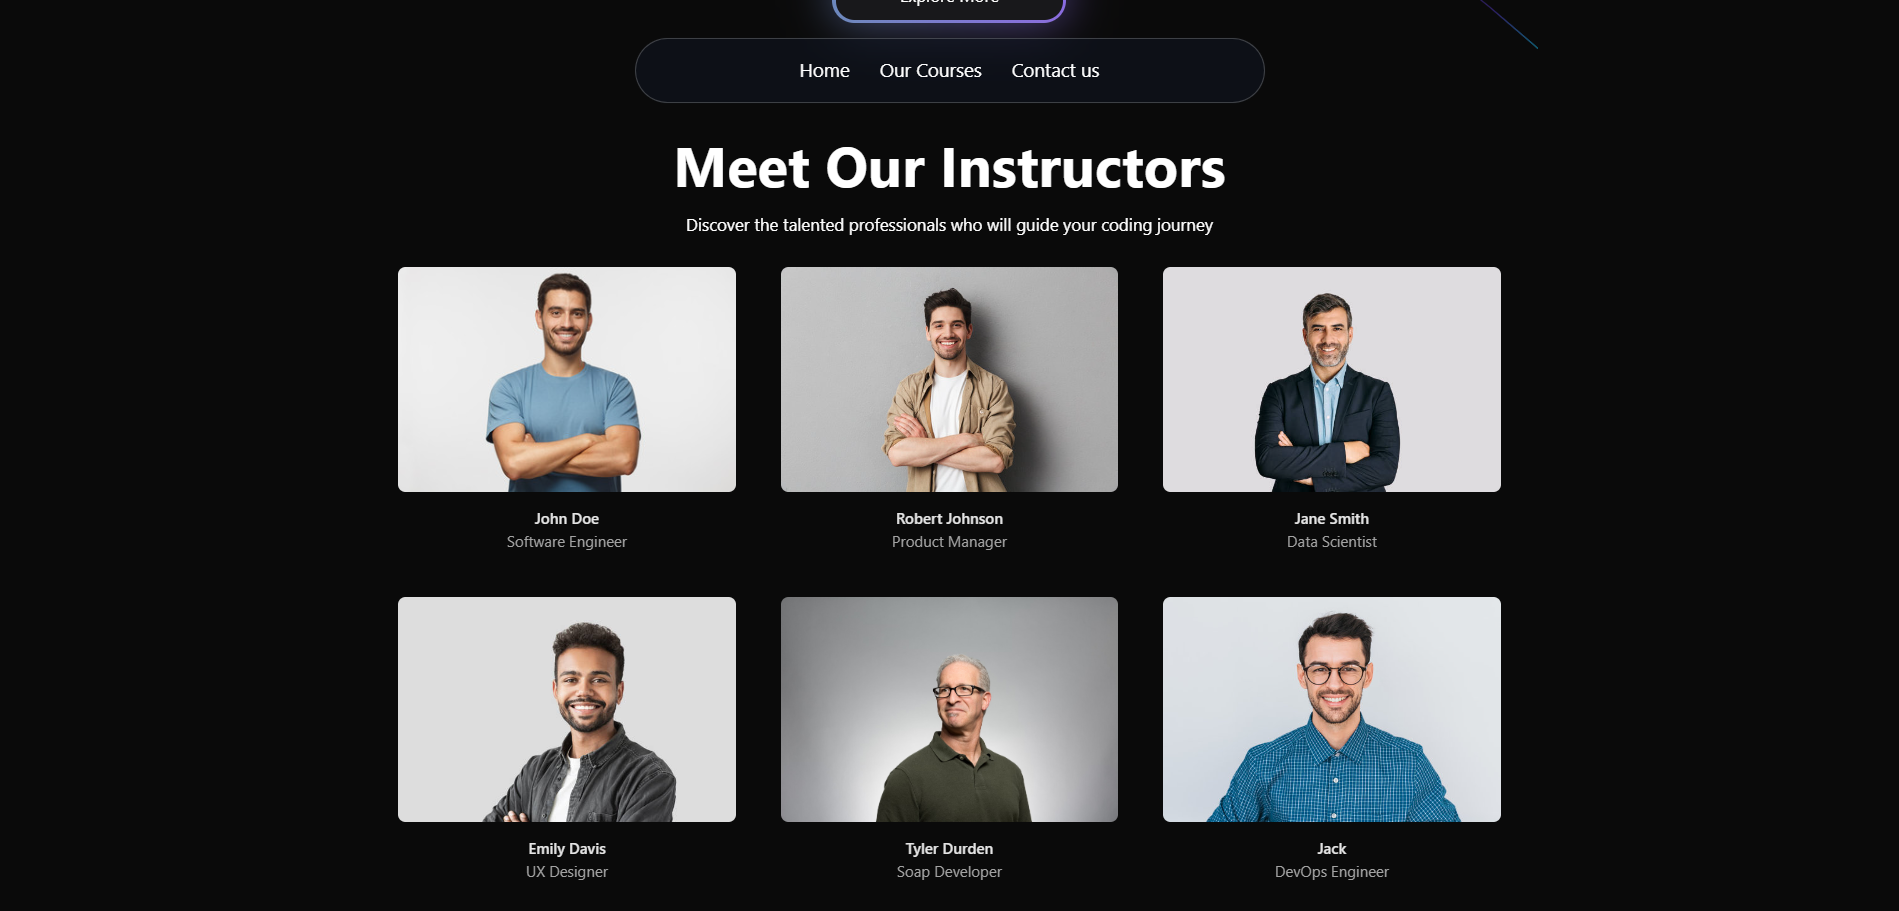 Explore More
Home Our Courses Contact us
Meet Our Instructors
Discover the talented professionals who will guide your coding journey
John Doe Robert Johnson Jane Smith
Software Engineer Product Manager Data Scientist
Emily Davis Tyler Durden Jack
UX Designer Soap Developer DevOps Engineer